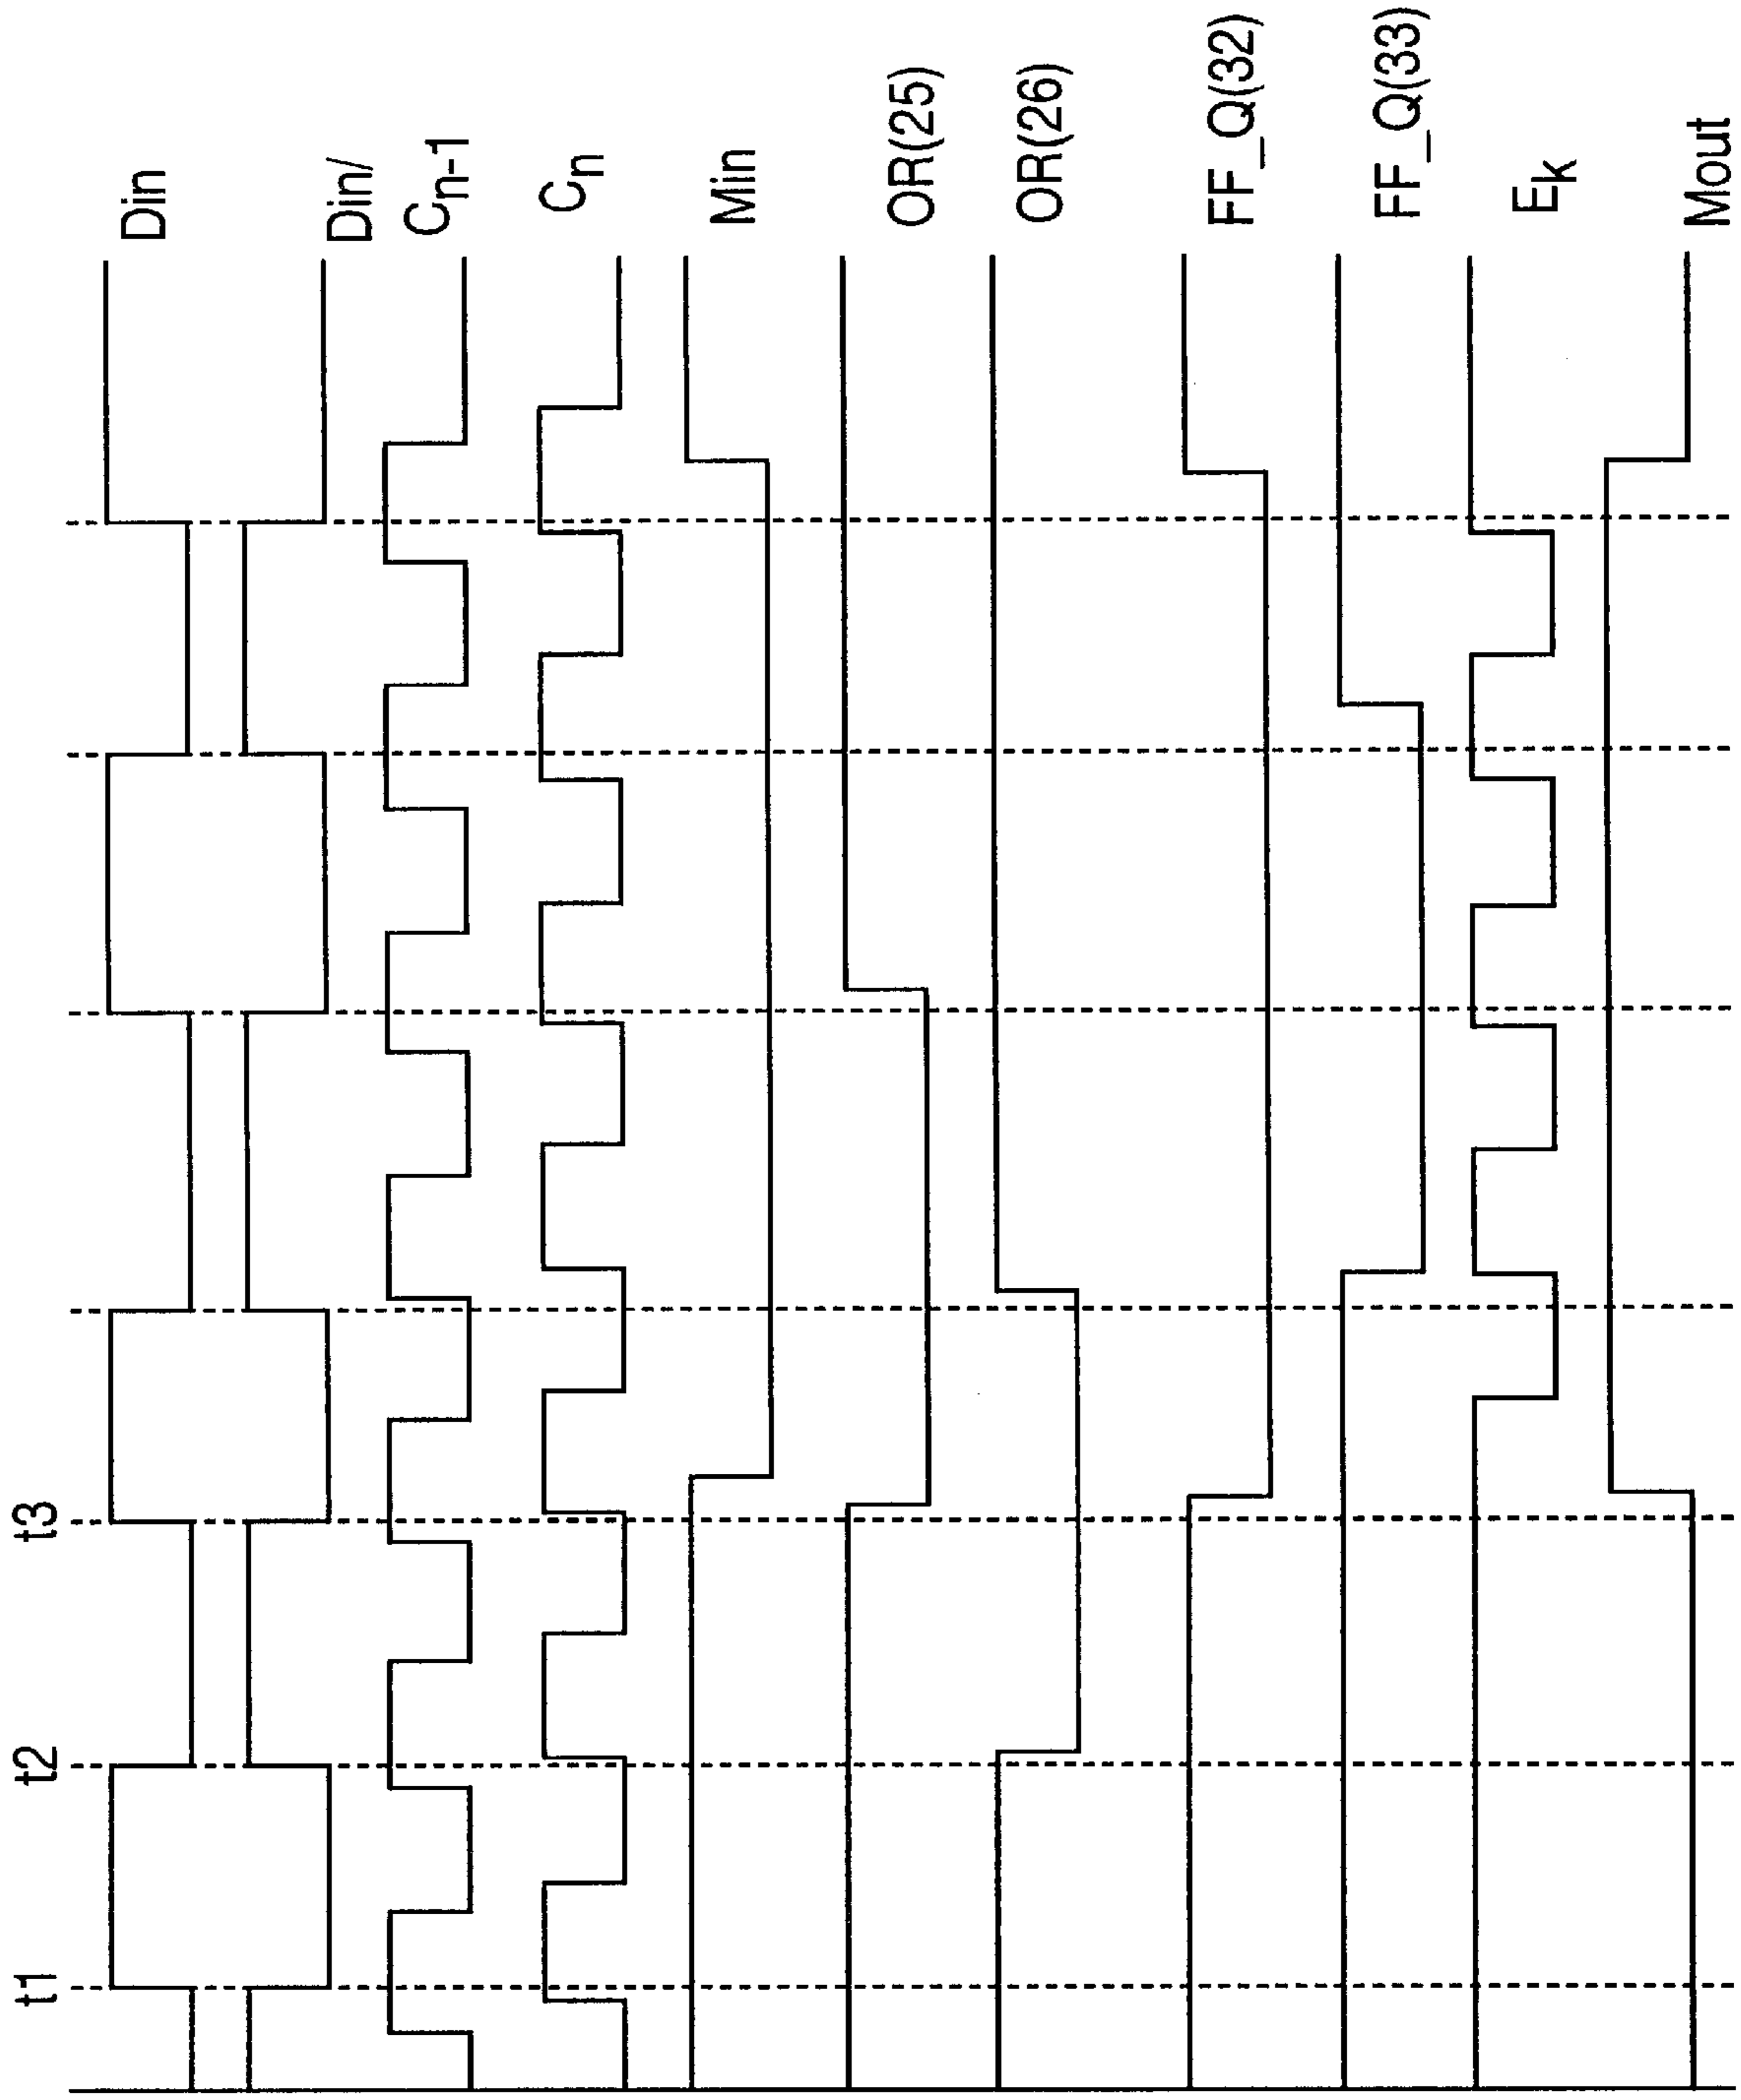 t1
t2
t3
Din
Din/
Cn-1
Cn
Min
OR(25)
OR(26)
FF_Q(32)
FF_Q(33)
Ek
Mout